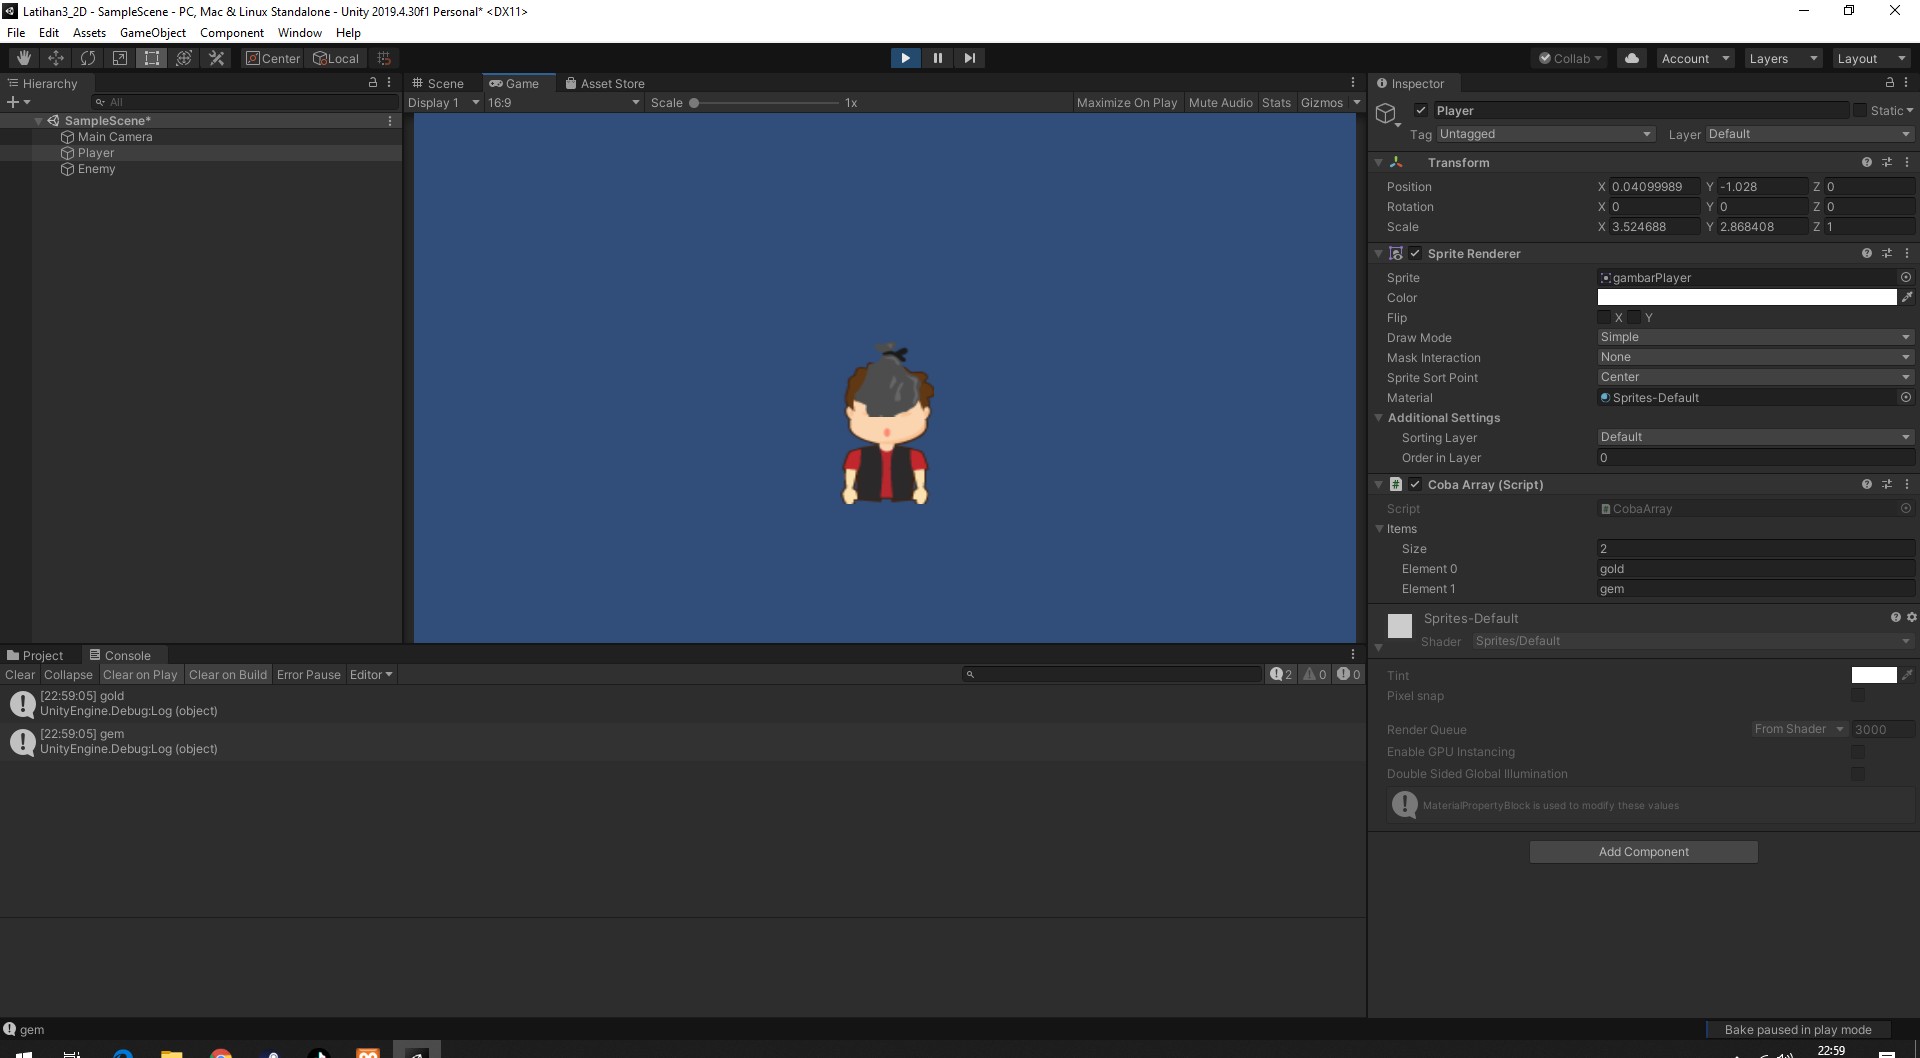 Latihan3_2D - SampleScene - PC, Mac & Linux Standalone - Unity 2019.4.30f1 Personal* <DX11>
File Edit Assets GameObject Component Window Help
Center Local Collab Account Layers Layout
Hierarchy
All
SampleScene*
Main Camera
Player
Enemy
Scene Game Asset Store
Display 1 16:9 Scale 1x Maximize On Play Mute Audio Stats Gizmos
Inspector
Player Static
Tag Untagged Layer Default
Transform
Position X 0.04099989 Y -1.028 Z 0
Rotation X 0 Y 0 Z 0
Scale X 3.524688 Y 2.868408 Z 1
Sprite Renderer
Sprite gambarPlayer
Color
Flip X Y
Draw Mode Simple
Mask Interaction None
Sprite Sort Point Center
Material Sprites-Default
Additional Settings
Sorting Layer Default
Order in Layer 0
Coba Array (Script)
Script CobaArray
Items
Size 2
Element 0 gold
Element 1 gem
Sprites-Default
Shader Sprites/Default
Tint
Pixel snap
Render Queue From Shader 3000
Enable GPU Instancing
Double Sided Global Illumination
MaterialPropertyBlock is used to modify these values
Add Component
Project Console
Clear Collapse Clear on Play Clear on Build Error Pause Editor 2 0 0
[22:59:05] gold
UnityEngine.Debug:Log (object)
[22:59:05] gem
UnityEngine.Debug:Log (object)
gem
Bake paused in play mode
22:59